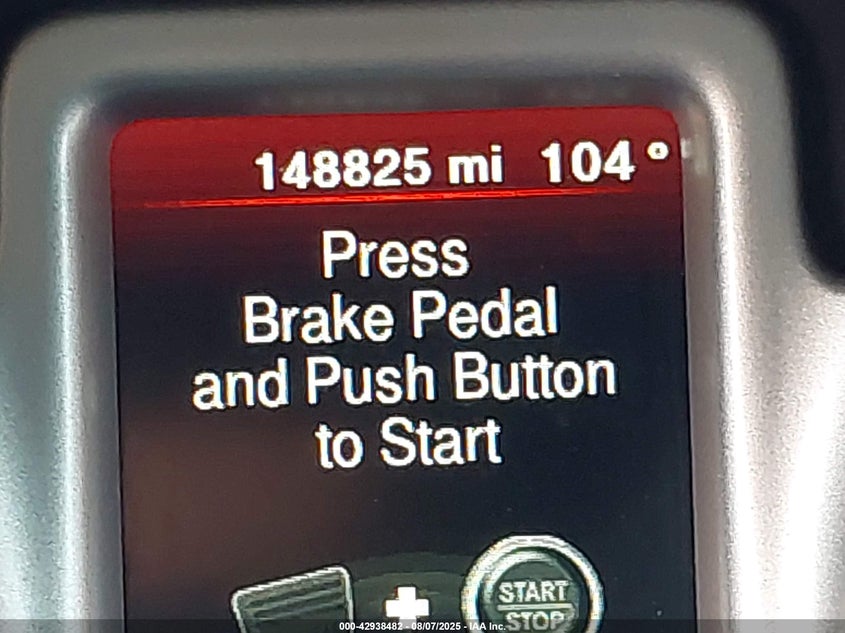 148825 mi 104°
Press
Brake Pedal
and Push Button
to Start
START
STOP
000-42938482 - 08/07/2025 - IAA Inc.